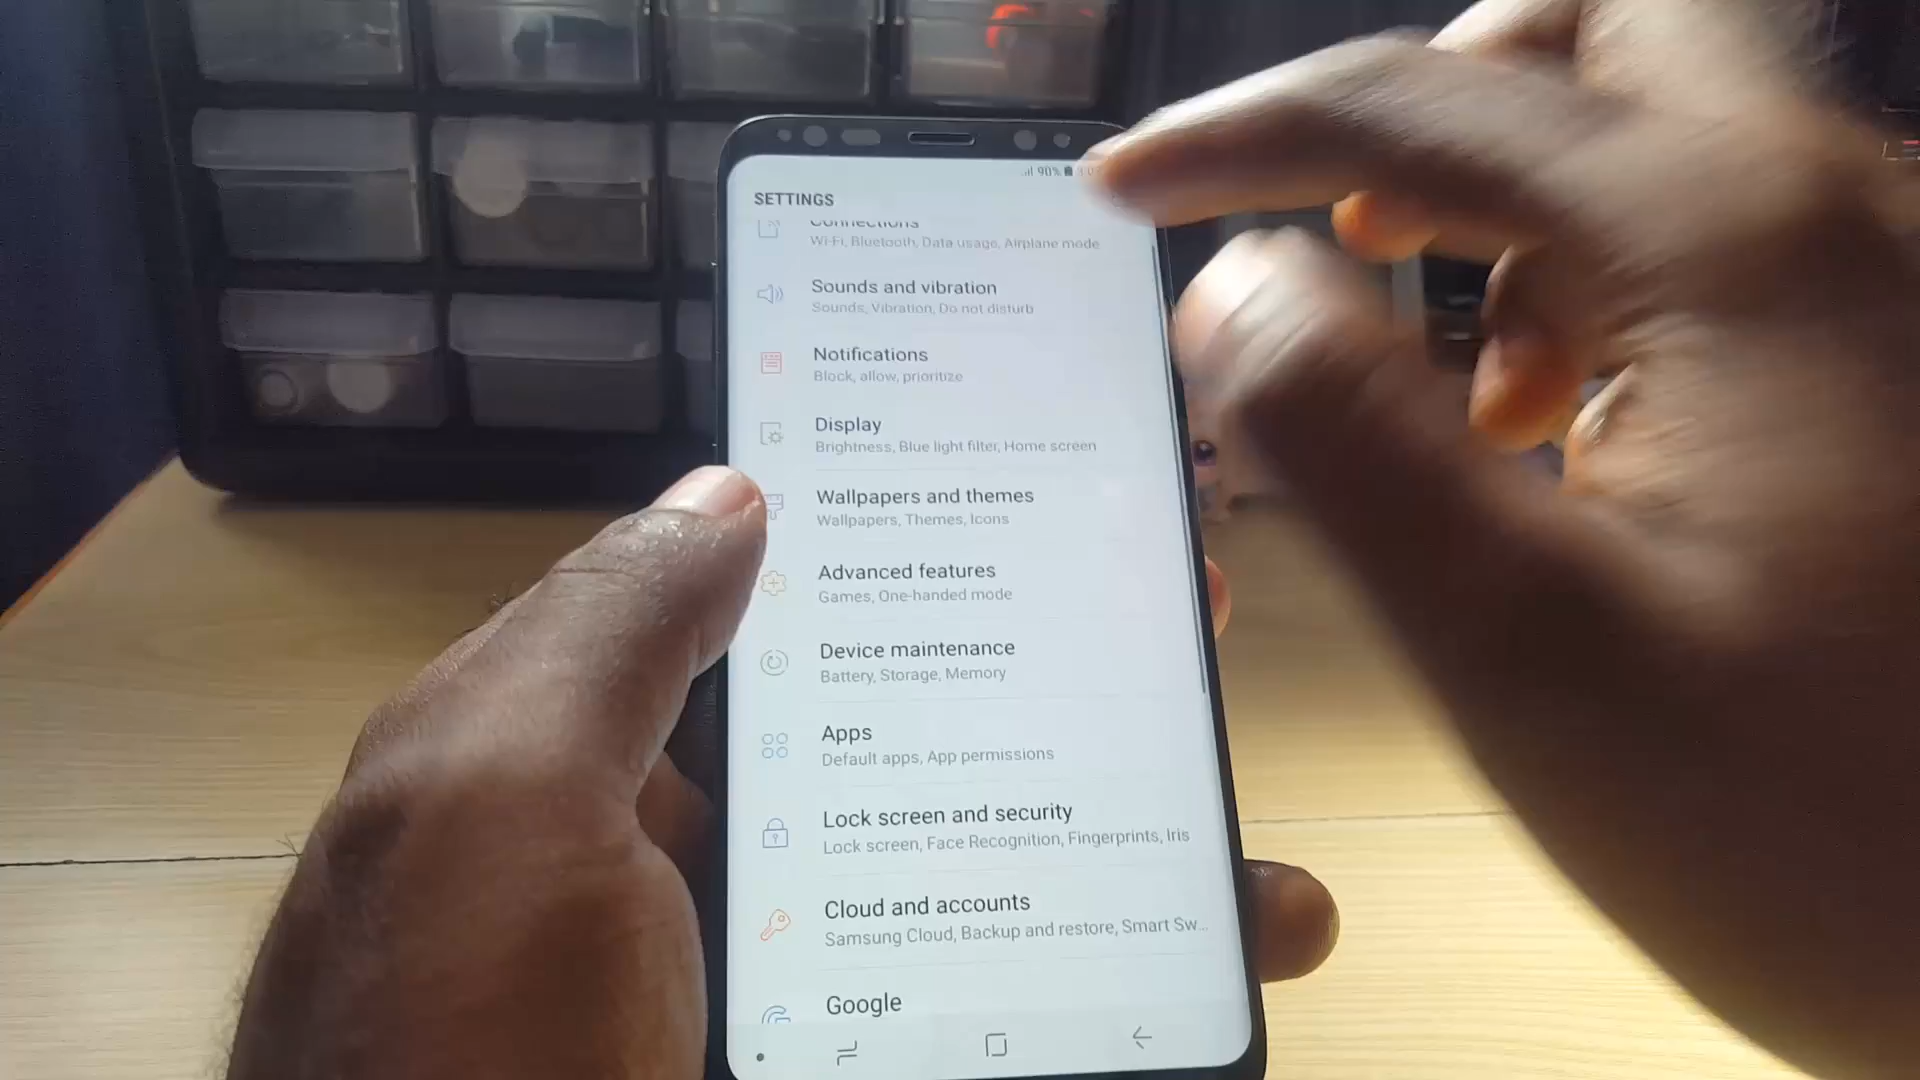 90%
SETTINGS
Connections
Wi-Fi, Bluetooth, Data usage, Airplane mode
Sounds and vibration
Sounds, Vibration, Do not disturb
Notifications
Block, allow, prioritize
Display
Brightness, Blue light filter, Home screen
Wallpapers and themes
Wallpapers, Themes, Icons
Advanced features
Games, One-handed mode
Device maintenance
Battery, Storage, Memory
Apps
Default apps, App permissions
Lock screen and security
Lock screen, Face Recognition, Fingerprints, Iris
Cloud and accounts
Samsung Cloud, Backup and restore, Smart Sw...
Google